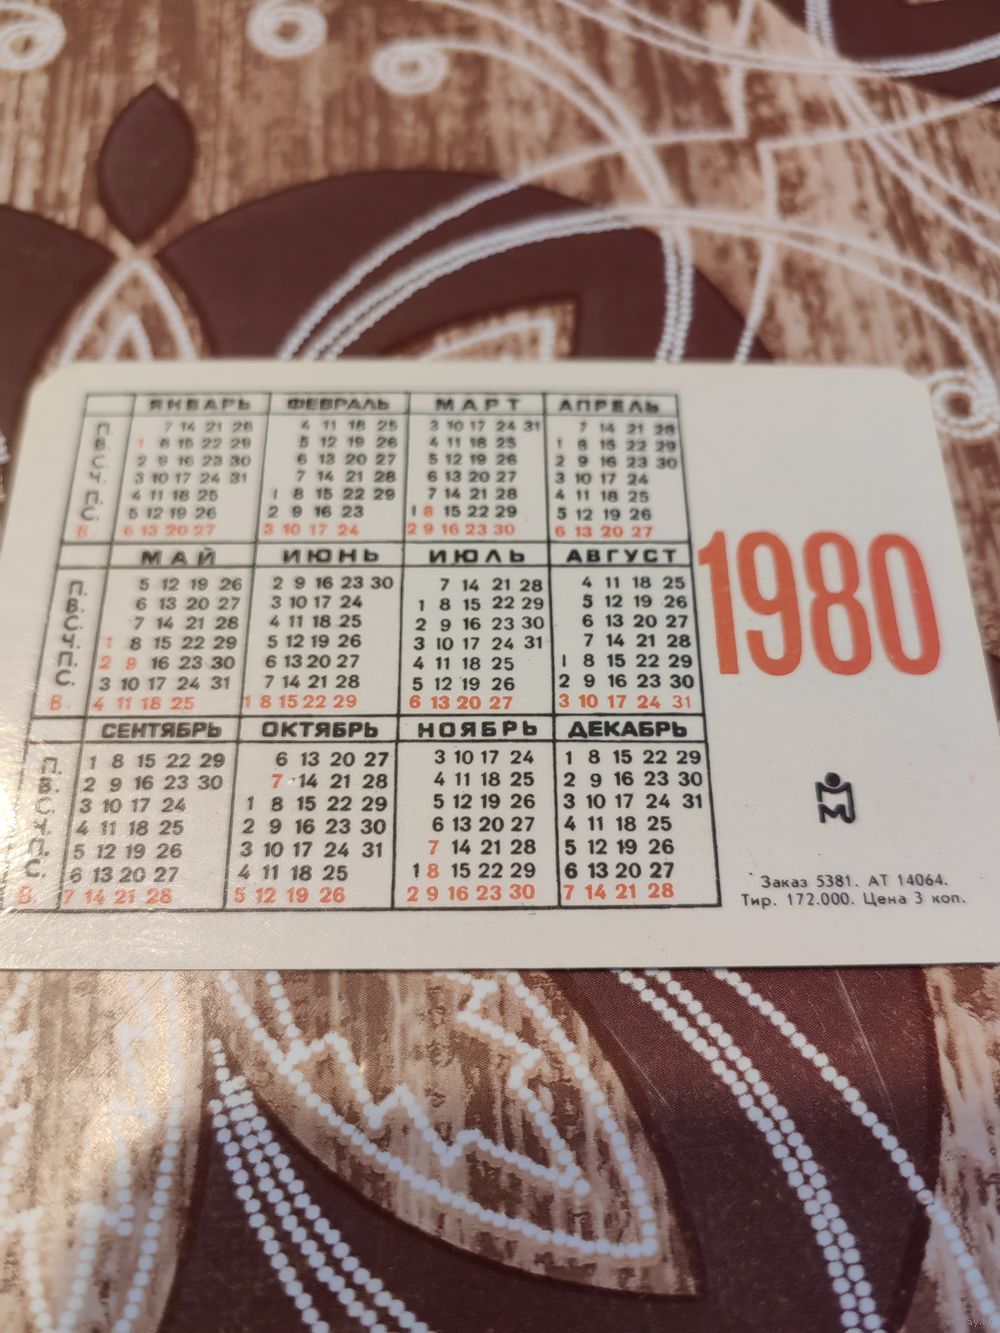 ЯНВАРЬ ФЕВРАЛЬ МАРТ АПРЕЛЬ
П. 7 14 21 28 4 11 18 25 3 10 17 24 31 7 14 21 28
В. 1 8 15 22 29 5 12 19 26 4 11 18 25 1 8 15 22 29
С. 2 9 16 23 30 6 13 20 27 5 12 19 26 2 9 16 23 30
Ч. 3 10 17 24 31 7 14 21 28 6 13 20 27 3 10 17 24
П. 4 11 18 25 1 8 15 22 29 7 14 21 28 4 11 18 25
С. 5 12 19 26 2 9 16 23 1 8 15 22 29 5 12 19 26
В. 6 13 20 27 3 10 17 24 2 9 16 23 30 6 13 20 27
МАЙ ИЮНЬ ИЮЛЬ АВГУСТ
П. 5 12 19 26 2 9 16 23 30 7 14 21 28 4 11 18 25
В. 6 13 20 27 3 10 17 24 1 8 15 22 29 5 12 19 26
С. 7 14 21 28 4 11 18 25 2 9 16 23 30 6 13 20 27
Ч. 1 8 15 22 29 5 12 19 26 3 10 17 24 31 7 14 21 28
П. 2 9 16 23 30 6 13 20 27 4 11 18 25 1 8 15 22 29
С. 3 10 17 24 31 7 14 21 28 5 12 19 26 2 9 16 23 30
В. 4 11 18 25 1 8 15 22 29 6 13 20 27 3 10 17 24 31
СЕНТЯБРЬ ОКТЯБРЬ НОЯБРЬ ДЕКАБРЬ
П. 1 8 15 22 29 6 13 20 27 3 10 17 24 1 8 15 22 29
В. 2 9 16 23 30 7 14 21 28 4 11 18 25 2 9 16 23 30
С. 3 10 17 24 1 8 15 22 29 5 12 19 26 3 10 17 24 31
Ч. 4 11 18 25 2 9 16 23 30 6 13 20 27 4 11 18 25
П. 5 12 19 26 3 10 17 24 31 7 14 21 28 5 12 19 26
С. 6 13 20 27 4 11 18 25 1 8 15 22 29 6 13 20 27
В. 7 14 21 28 5 12 19 26 2 9 16 23 30 7 14 21 28
1980
Заказ 5381. АТ 14064.
Тир. 172.000. Цена 3 коп.